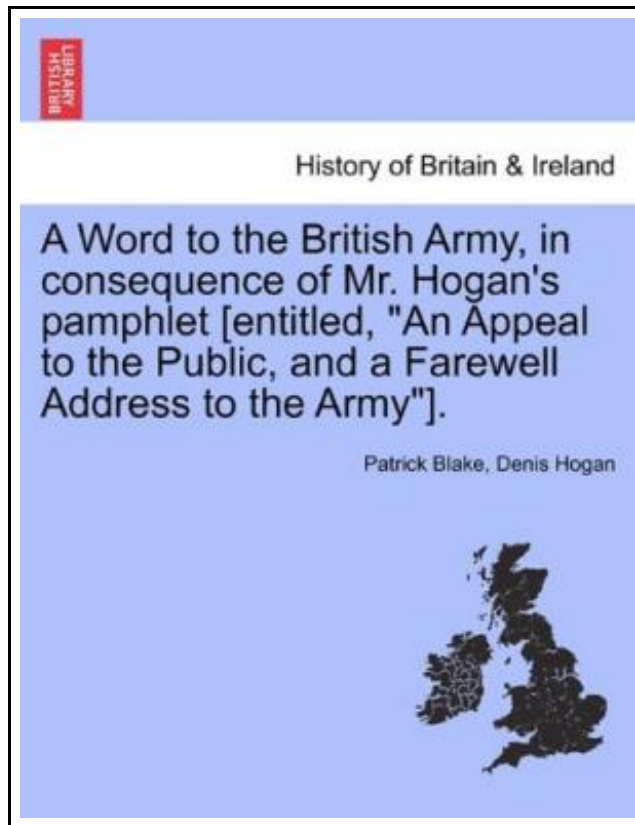 BRITISH
LIBRARY
History of Britain & Ireland
A Word to the British Army, in
consequence of Mr. Hogan's
pamphlet [entitled, "An Appeal
to the Public, and a Farewell
Address to the Army"].
Patrick Blake, Denis Hogan